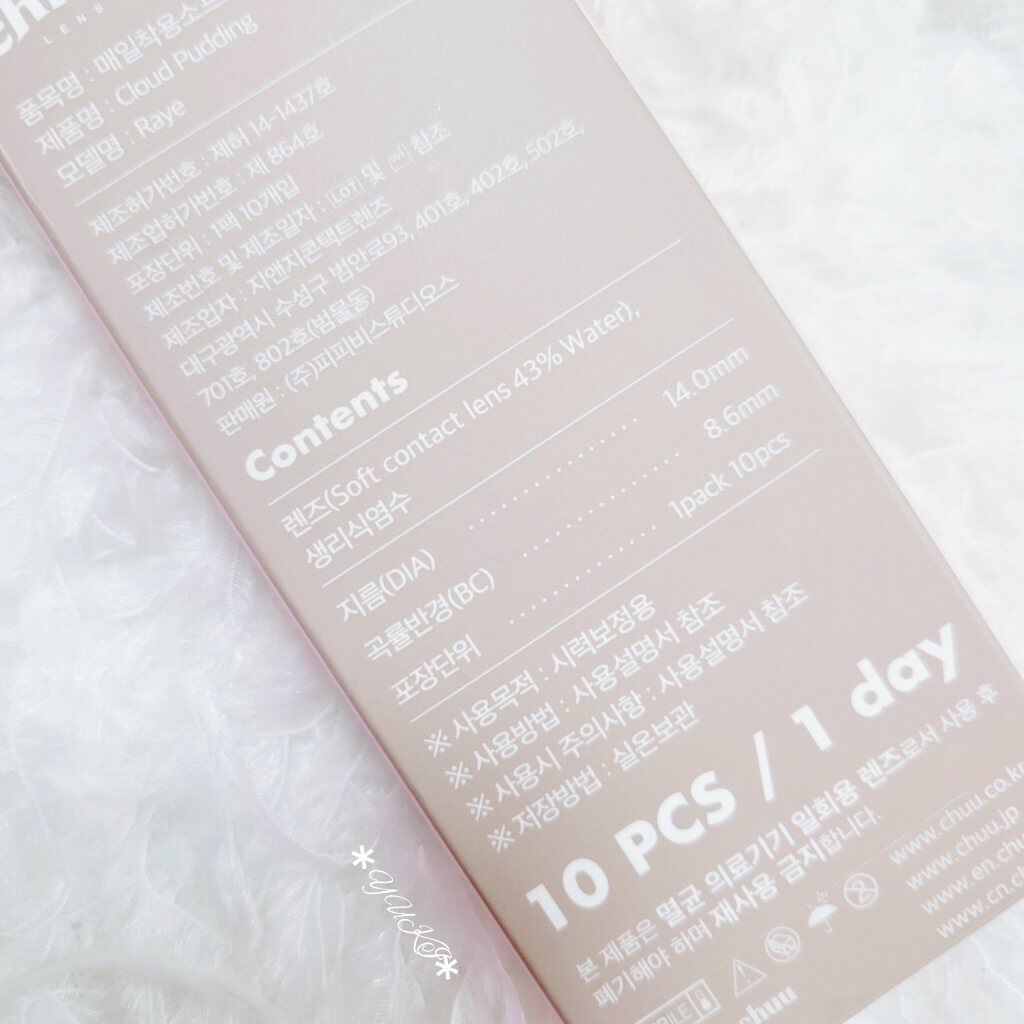 LENS
품목명 : 매일착용소프
제품명 : Cloud Pudding
모델명 : Raye
제조허가번호 : 제허 14-1437호
제조업허가번호 : 제 864호
포장단위 : 1팩 10개입
제조번호 및 제조일자 : LOT 및 참조
제조업자 : 지앤지콘택트렌즈
대구광역시 수성구 범안로93, 401호, 402호, 502호,
701호, 802호(범물동)
판매원 : (주)피피비스튜디오스
Contents
렌즈(Soft contact lens 43% Water),
생리식염수
지름(DIA) 14.0mm
곡률반경(BC) 8.6mm
포장단위 1pack 10pcs
※ 사용목적 : 시력보정용
※ 사용방법 : 사용설명서 참조
※ 사용시 주의사항 : 사용설명서 참조
※ 저장방법 : 실온보관
10 PCS / 1 day
본 제품은 멸균 의료기기 일회용 렌즈로서 사용 후
폐기해야 하며 재사용 금지합니다.
www.chuu.co.kr
www.chuu.jp
www.en.chu
www.cn.ch
chuu
*YUKI*